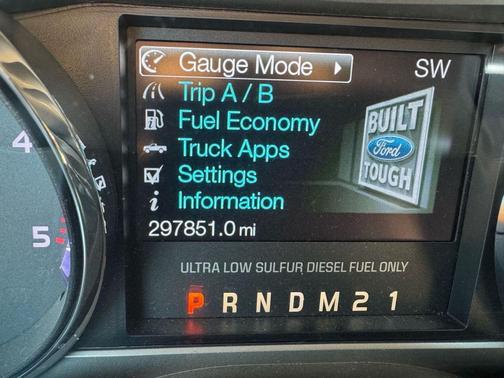 Gauge Mode SW
Trip A / B
Fuel Economy
Truck Apps
Settings
Information
BUILT
Ford
TOUGH
297851.0 mi
ULTRA LOW SULFUR DIESEL FUEL ONLY
P R N D M 2 1
4
5